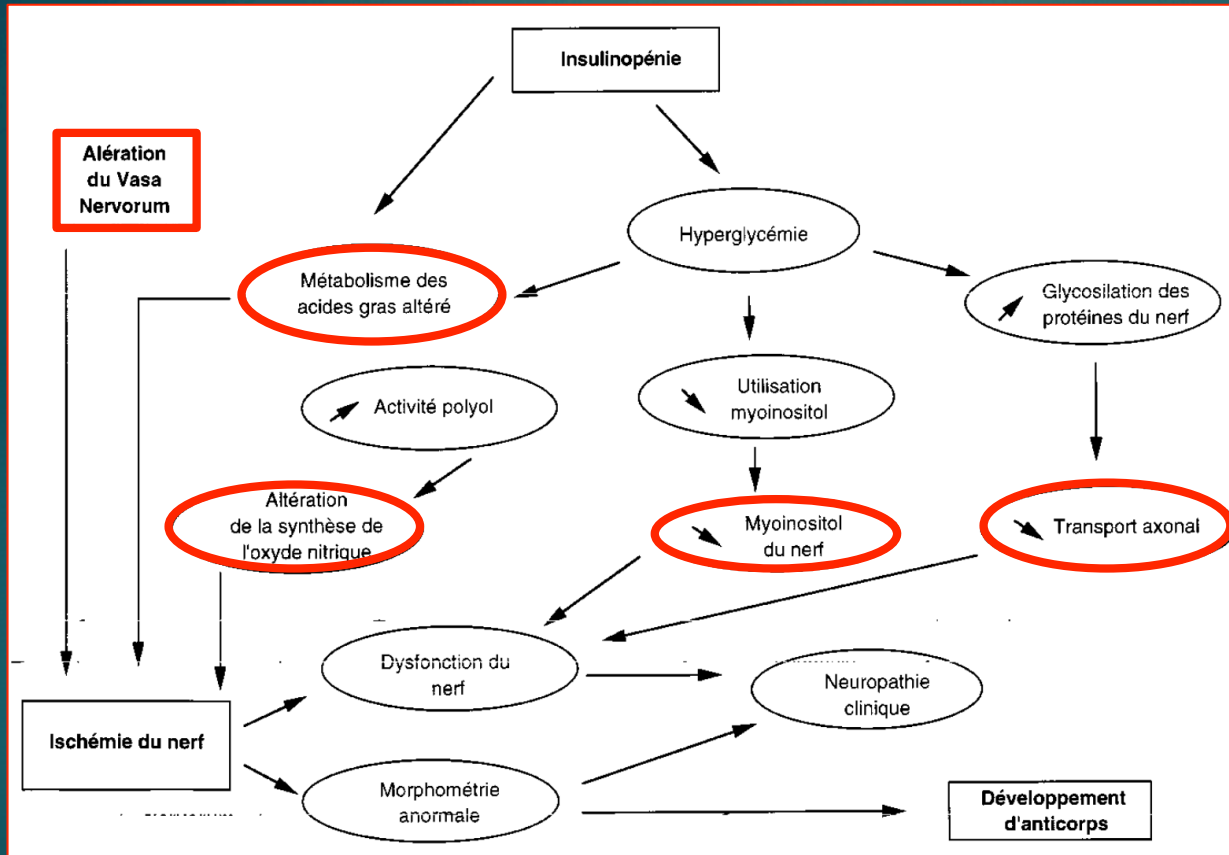 Insulinopénie
Alération
du Vasa
Nervorum
Hyperglycémie
Métabolisme des
acides gras altéré
Glycosilation des
protéines du nerf
Activité polyol
Utilisation
myoinositol
Altération
de la synthèse de
l'oxyde nitrique
Myoinositol
du nerf
Transport axonal
Dysfonction du
nerf
Neuropathie
clinique
Ischémie du nerf
Morphométrie
anormale
Développement
d'anticorps